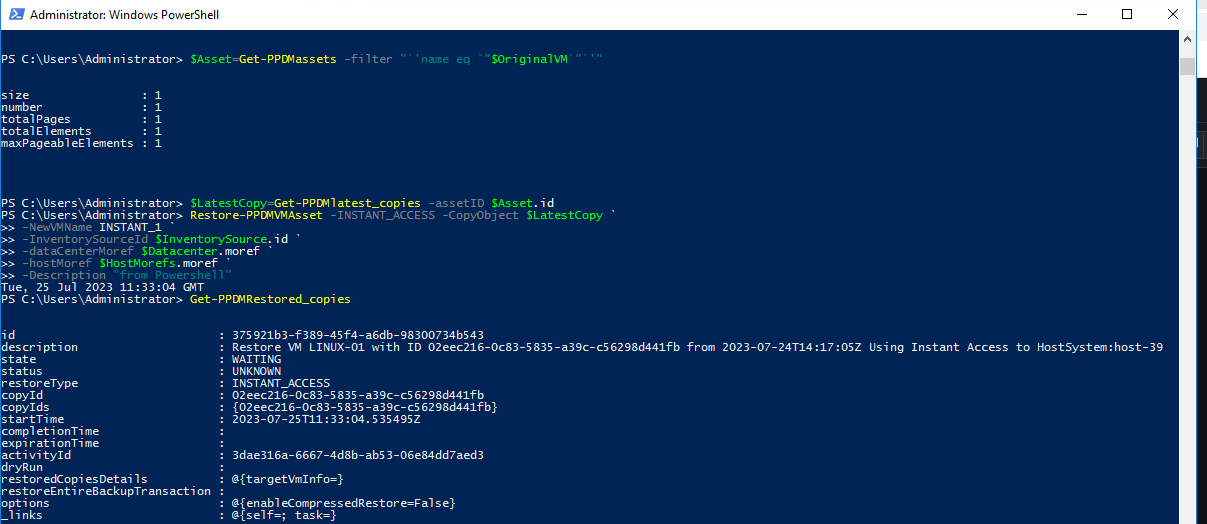 Administrator: Windows PowerShell
PS C:\Users\Administrator> $Asset=Get-PPDMassets -filter "`'name eq `"$OriginalVM`"`'"
size : 1
number : 1
totalPages : 1
totalElements : 1
maxPageableElements : 1
PS C:\Users\Administrator> $LatestCopy=Get-PPDMlatest_copies -assetID $Asset.id
PS C:\Users\Administrator> Restore-PPDMVMAsset -INSTANT_ACCESS -CopyObject $LatestCopy `
>> -NewVMName INSTANT_1 `
>> -InventorySourceId $InventorySource.id `
>> -dataCenterMoref $Datacenter.moref `
>> -hostMoref $HostMorefs.moref `
>> -Description "from Powershell"
Tue, 25 Jul 2023 11:33:04 GMT
PS C:\Users\Administrator> Get-PPDMRestored_copies
id : 375921b3-f389-45f4-a6db-98300734b543
description : Restore VM LINUX-01 with ID 02eec216-0c83-5835-a39c-c56298d441fb from 2023-07-24T14:17:05Z Using Instant Access to HostSystem:host-39
state : WAITING
status : UNKNOWN
restoreType : INSTANT_ACCESS
copyId : 02eec216-0c83-5835-a39c-c56298d441fb
copyIds : {02eec216-0c83-5835-a39c-c56298d441fb}
startTime : 2023-07-25T11:33:04.535495Z
completionTime :
expirationTime :
activityId : 3dae316a-6667-4d8b-ab53-06e84dd7aed3
dryRun :
restoredCopiesDetails : @{targetVmInfo=}
restoreEntireBackupTransaction :
options : @{enableCompressedRestore=False}
_links : @{self=; task=}